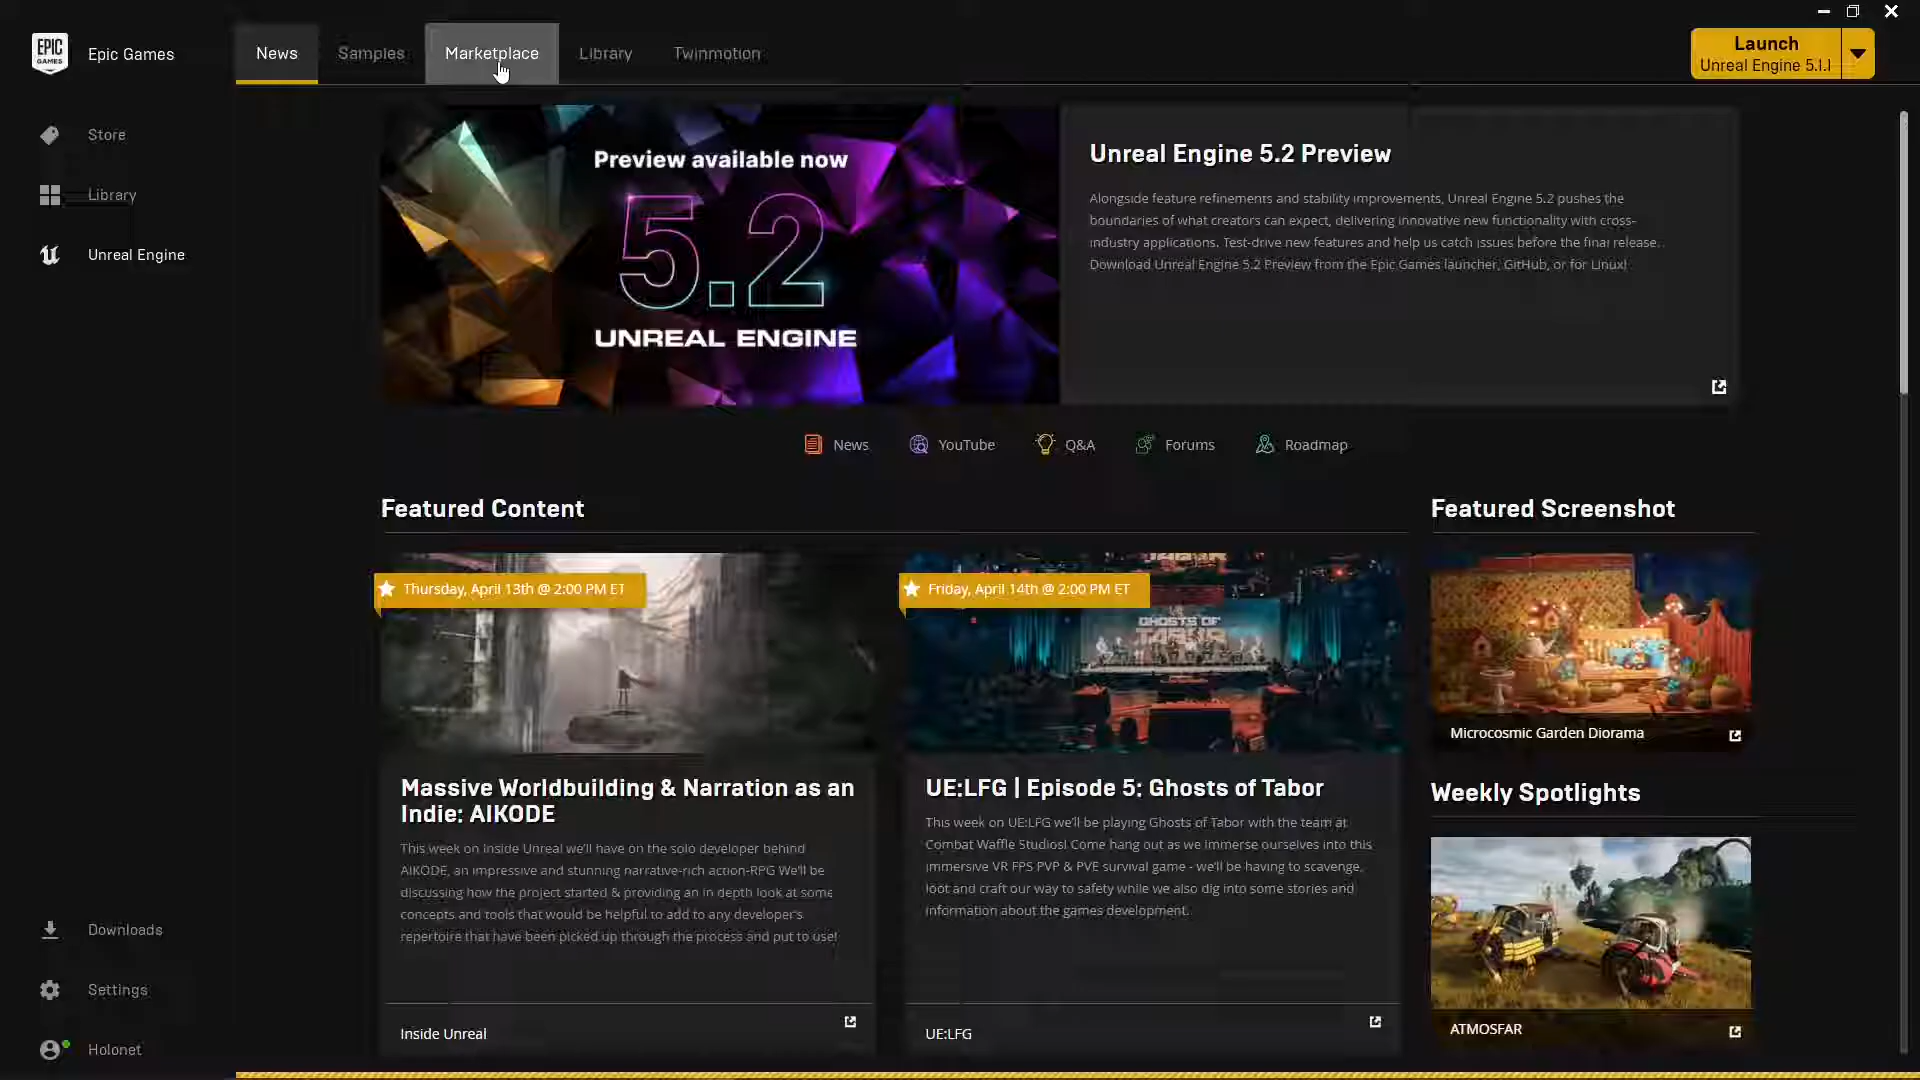 EPIC
GAMES
Epic Games
News
Samples
Marketplace
Library
Twinmotion
Launch
Unreal Engine 5.1.1
Store
Library
Unreal Engine
Preview available now
5.2
UNREAL ENGINE
Unreal Engine 5.2 Preview
Alongside feature refinements and stability improvements, Unreal Engine 5.2 pushes the
boundaries of what creators can expect, delivering innovative new functionality with cross-
industry applications. Test-drive new features and help us catch issues before the final release.
Download Unreal Engine 5.2 Preview from the Epic Games launcher, GitHub, or for Linux!
News
YouTube
Q&A
Forums
Roadmap
Featured Content
Featured Screenshot
Thursday, April 13th @ 2:00 PM ET
Friday, April 14th @ 2:00 PM ET
GHOSTS OF
TABOR
Microcosmic Garden Diorama
Massive Worldbuilding & Narration as an
Indie: AIKODE
This week on Inside Unreal we'll have on the solo developer behind
AIKODE, an impressive and stunning narrative-rich action-RPG We'll be
discussing how the project started & providing an in depth look at some
concepts and tools that would be helpful to add to any developer's
repertoire that have been picked up through the process and put to use!
Inside Unreal
UE:LFG | Episode 5: Ghosts of Tabor
This week on UE:LFG we'll be playing Ghosts of Tabor with the team at
Combat Waffle Studios! Come hang out as we immerse ourselves into this
immersive VR FPS PVP & PVE survival game - we'll be having to scavenge,
loot and craft our way to safety while we also dig into some stories and
information about the games development.
UE:LFG
Weekly Spotlights
ATMOSFAR
Downloads
Settings
Holonet